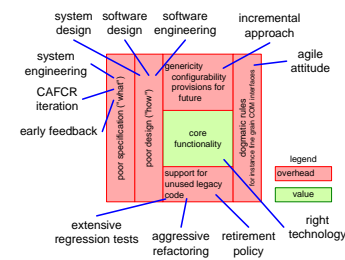 system
design
software
design
software
engineering
incremental
approach
agile
attitude
system
engineering
CAFCR
iteration
early feedback
poor specification ("what")
poor design ("how")
genericity
configurability
provisions for
future
core
functionality
support for
unused legacy
code
dogmatic rules
for instance fine grain COM interfaces
legend
overhead
value
extensive
regression tests
aggressive
refactoring
retirement
policy
right
technology